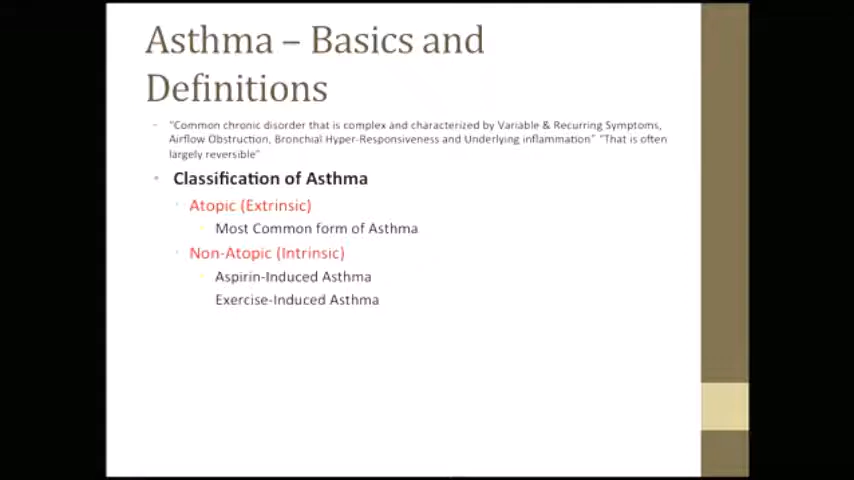 Asthma – Basics and
Definitions
- "Common chronic disorder that is complex and characterized by Variable & Recurring Symptoms,
Airflow Obstruction, Bronchial Hyper-Responsiveness and Underlying inflammation" "That is often
largely reversible"
• Classification of Asthma
Atopic (Extrinsic)
Most Common form of Asthma
Non-Atopic (Intrinsic)
Aspirin-Induced Asthma
Exercise-Induced Asthma